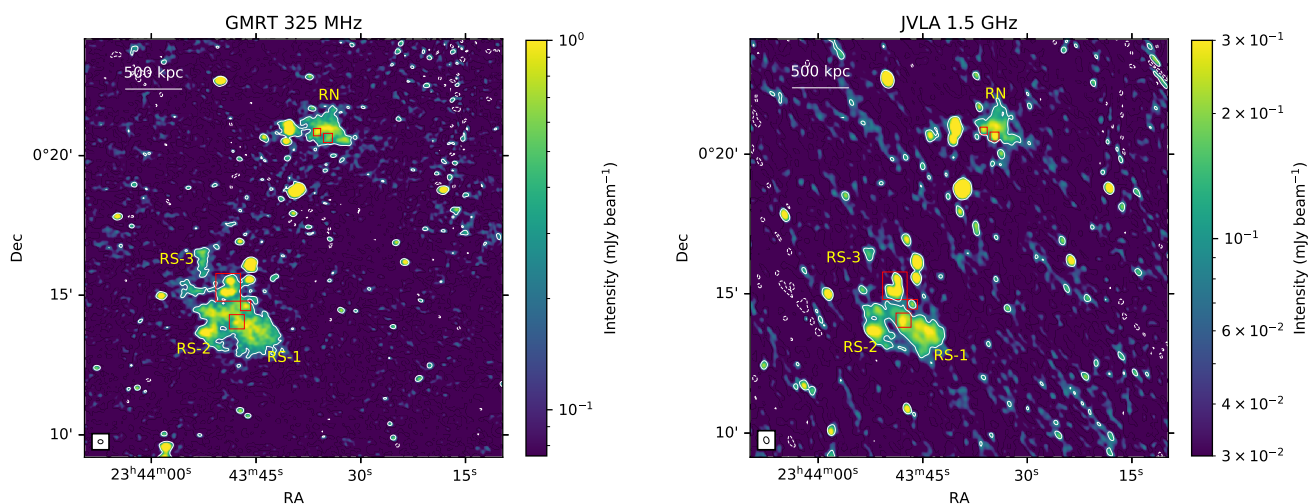 GMRT 325 MHz
500 kpc
RN
RS-3
RS-2
RS-1
0°20'
15'
10'
Dec
23ʰ44ᵐ00ˢ
43ᵐ45ˢ
30ˢ
15ˢ
RA
10⁰
10⁻¹
Intensity (mJy beam⁻¹)
JVLA 1.5 GHz
500 kpc
RN
RS-3
RS-2
RS-1
0°20'
15'
10'
Dec
23ʰ44ᵐ00ˢ
43ᵐ45ˢ
30ˢ
15ˢ
RA
3 × 10⁻¹
2 × 10⁻¹
10⁻¹
6 × 10⁻²
4 × 10⁻²
3 × 10⁻²
Intensity (mJy beam⁻¹)